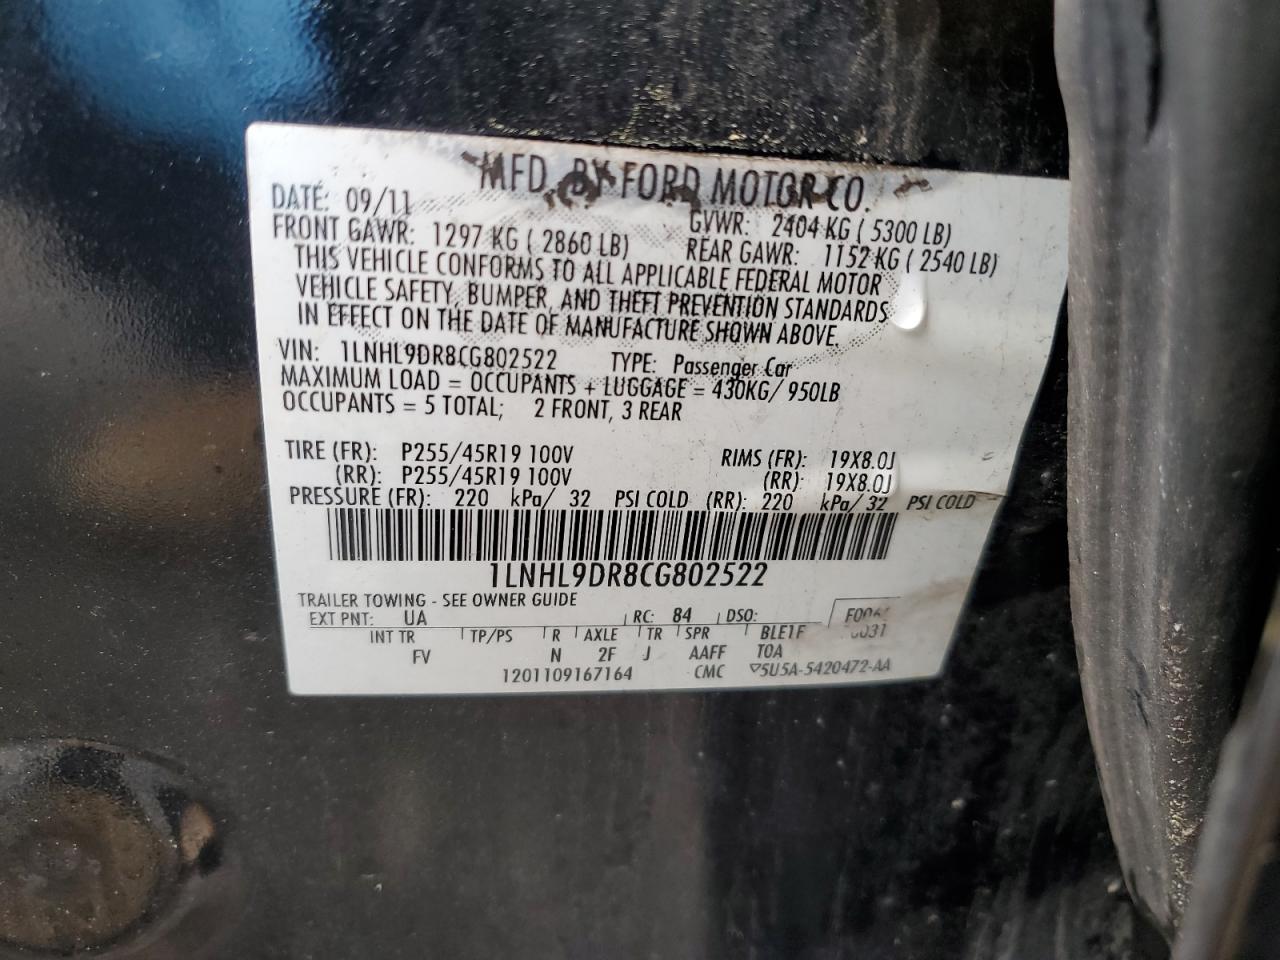 MFD. BY FORD MOTOR CO.
DATE: 09/11 GVWR: 2404 KG ( 5300 LB)
FRONT GAWR: 1297 KG ( 2860 LB) REAR GAWR: 1152 KG ( 2540 LB)
THIS VEHICLE CONFORMS TO ALL APPLICABLE FEDERAL MOTOR
VEHICLE SAFETY, BUMPER, AND THEFT PREVENTION STANDARDS
IN EFFECT ON THE DATE OF MANUFACTURE SHOWN ABOVE.
VIN: 1LNHL9DR8CG802522 TYPE: Passenger Car
MAXIMUM LOAD = OCCUPANTS + LUGGAGE = 430KG/ 950LB
OCCUPANTS = 5 TOTAL; 2 FRONT, 3 REAR
TIRE (FR): P255/45R19 100V RIMS (FR): 19X8.0J
(RR): P255/45R19 100V (RR): 19X8.0J
PRESSURE (FR): 220 kPa/ 32 PSI COLD (RR): 220 kPa/ 32 PSI COLD
1LNHL9DR8CG802522
TRAILER TOWING - SEE OWNER GUIDE
EXT PNT: UA RC: 84 DSO:
INT TR TP/PS R AXLE TR SPR BLE1F
FV N 2F J AAFF TOA
1201109167164 CMC ▽5U5A-5420472-AA